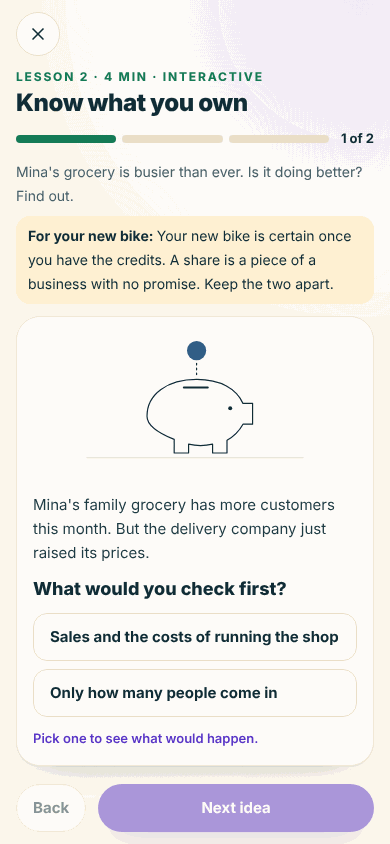 LESSON 2 · 4 MIN · INTERACTIVE
Know what you own
1 of 2
Mina's grocery is busier than ever. Is it doing better?
Find out.
For your new bike: Your new bike is certain once
you have the credits. A share is a piece of a
business with no promise. Keep the two apart.
Mina's family grocery has more customers
this month. But the delivery company just
raised its prices.
What would you check first?
Sales and the costs of running the shop
Only how many people come in
Pick one to see what would happen.
Back
Next idea